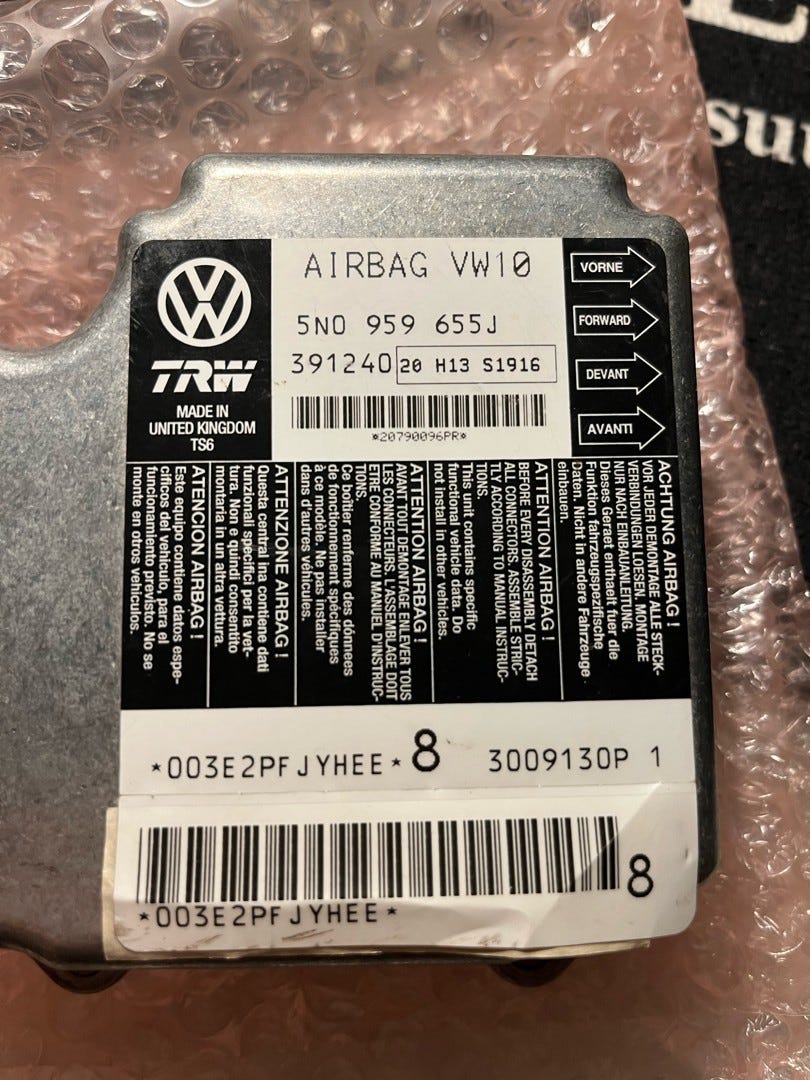 AIRBAG VW10
5N0 959 655J
391240 20 H13 S1916
*20790096PR*
TRW
MADE IN
UNITED KINGDOM
TS6
VORNE
FORWARD
DEVANT
AVANTI
ACHTUNG AIRBAG !
VOR JEDER DEMONTAGE ALLE STECK-
VERBINDUNGEN LOESEN, MONTAGE
NUR NACH EINBAUANLEITUNG.
Dieses Geraet enthaelt fuer die
Funktion fahrzeugspezifische
Daten. Nicht in andere Fahrzeuge
einbauen.
ATTENTION AIRBAG !
BEFORE EVERY DISASSEMBLY DETACH
ALL CONNECTORS, ASSEMBLE STRIC-
TLY ACCORDING TO MANUAL INSTRUC-
TIONS.
This unit contains specific
functional vehicle data. Do
not install in other vehicles.
ATTENTION AIRBAG !
AVANT TOUT DEMONTAGE ENLEVER TOUS
LES CONNECTEURS. L'ASSEMBLAGE DOIT
ETRE CONFORME AU MANUEL D'INSTRUC-
TIONS.
Ce boîtier renferme des données
de fonctionnement spécifiques
à ce modèle. Ne pas installer
dans d'autres véhicules.
ATTENZIONE AIRBAG !
Questa central ina contiene dati
funzionali specifici per la vet-
tura. Non e quindi consentito
montarla in un altra vettura.
ATENCION AIRBAG !
Este equipo contiene datos espe-
cificos del vehiculo, para el
funcionamiento previsto. No se
monte en otros vehiculos.
*003E2PFJYHEE* 8 3009130P 1
8
*003E2PFJYHEE*